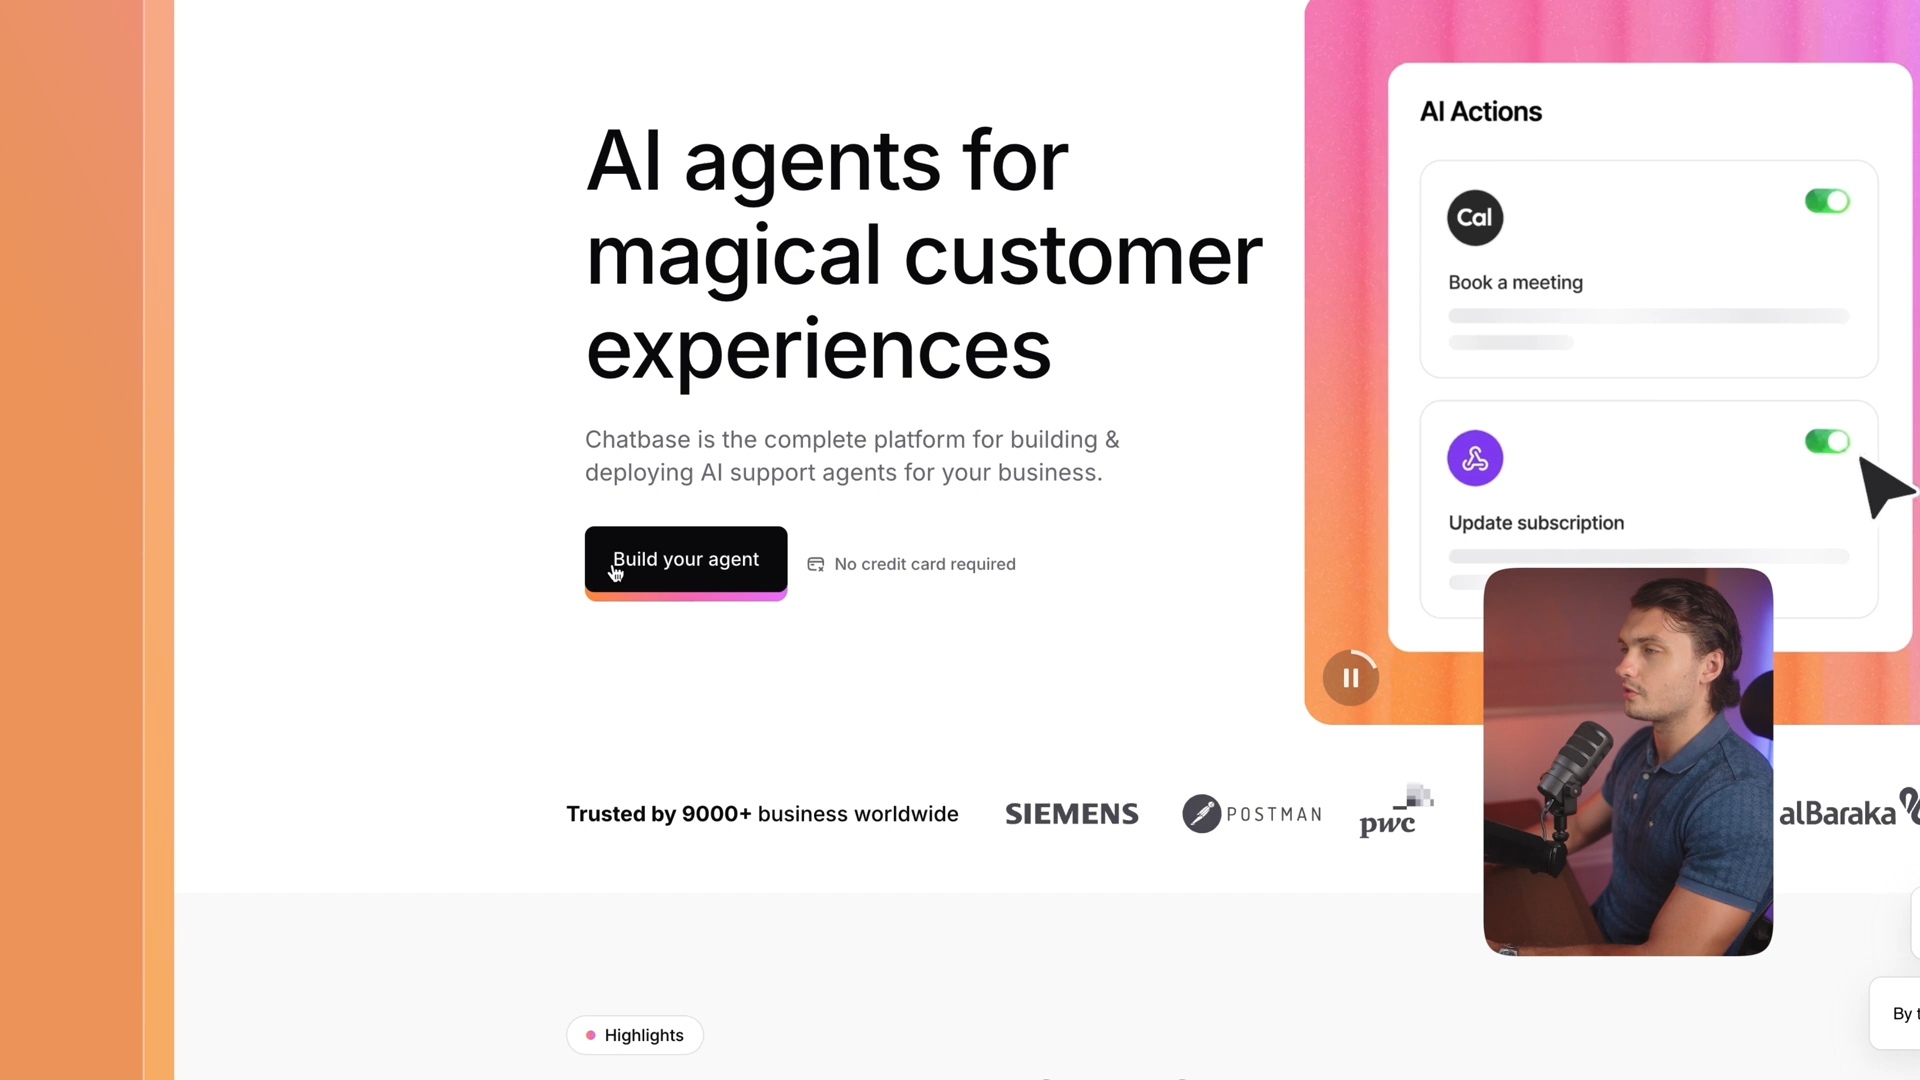 AI agents for
magical customer
experiences
Chatbase is the complete platform for building &
deploying AI support agents for your business.
Build your agent
No credit card required
AI Actions
Cal
Book a meeting
Update subscription
Trusted by 9000+ business worldwide
SIEMENS
POSTMAN
pwc
alBaraka
Highlights
By